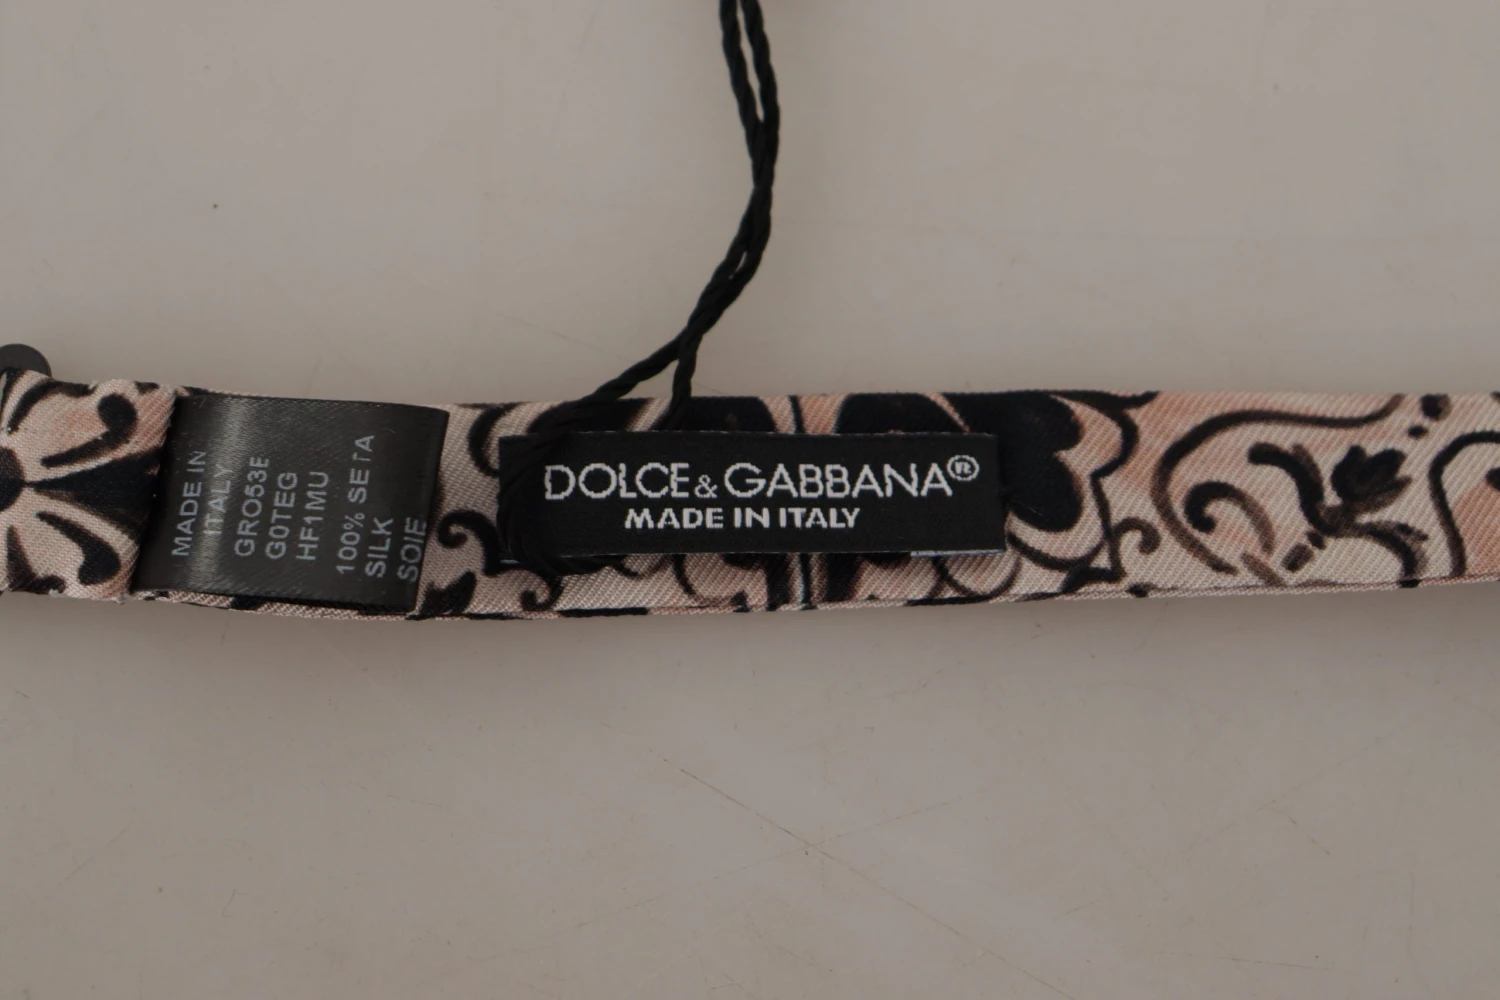 MADE IN
ITALY
GRO53E
G0TEG
HF1MU
100% SETA
SILK
SOIE
DOLCE & GABBANA®
MADE IN ITALY